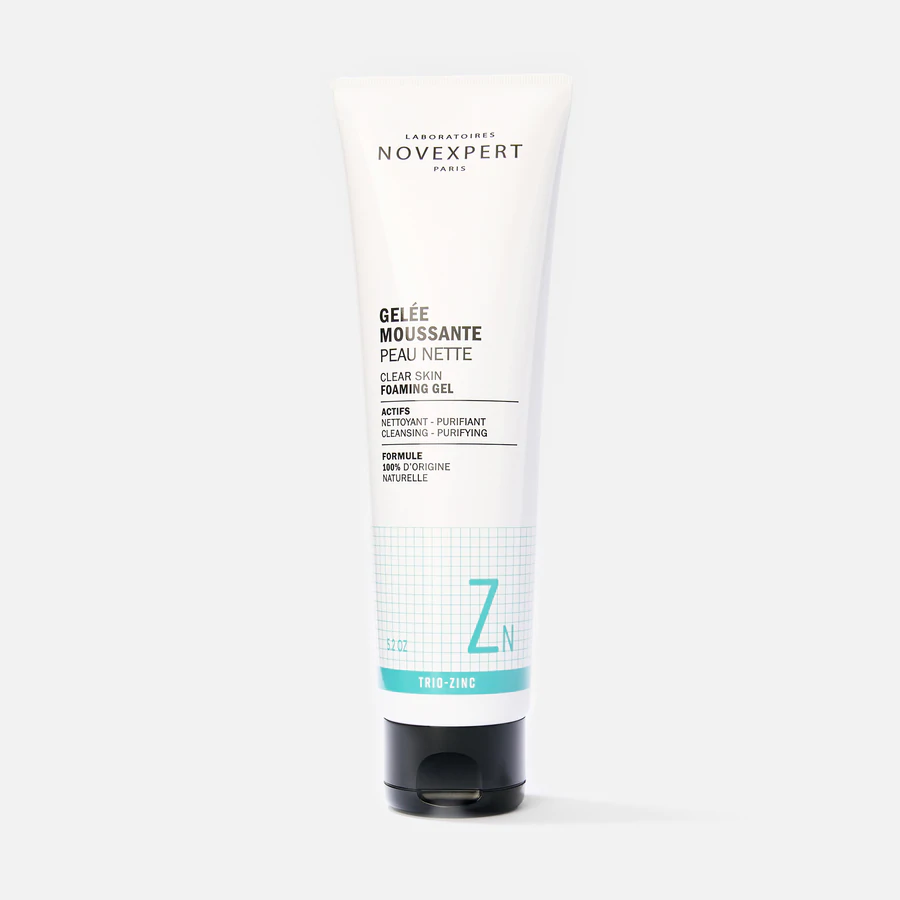 LABORATOIRES
NOVEXPERT
PARIS
GELÉE
MOUSSANTE
PEAU NETTE
CLEAR SKIN
FOAMING GEL
ACTIFS
NETTOYANT - PURIFIANT
CLEANSING - PURIFYING
FORMULE
100% D'ORIGINE
NATURELLE
ZN
5.2 OZ
TRIO-ZINC